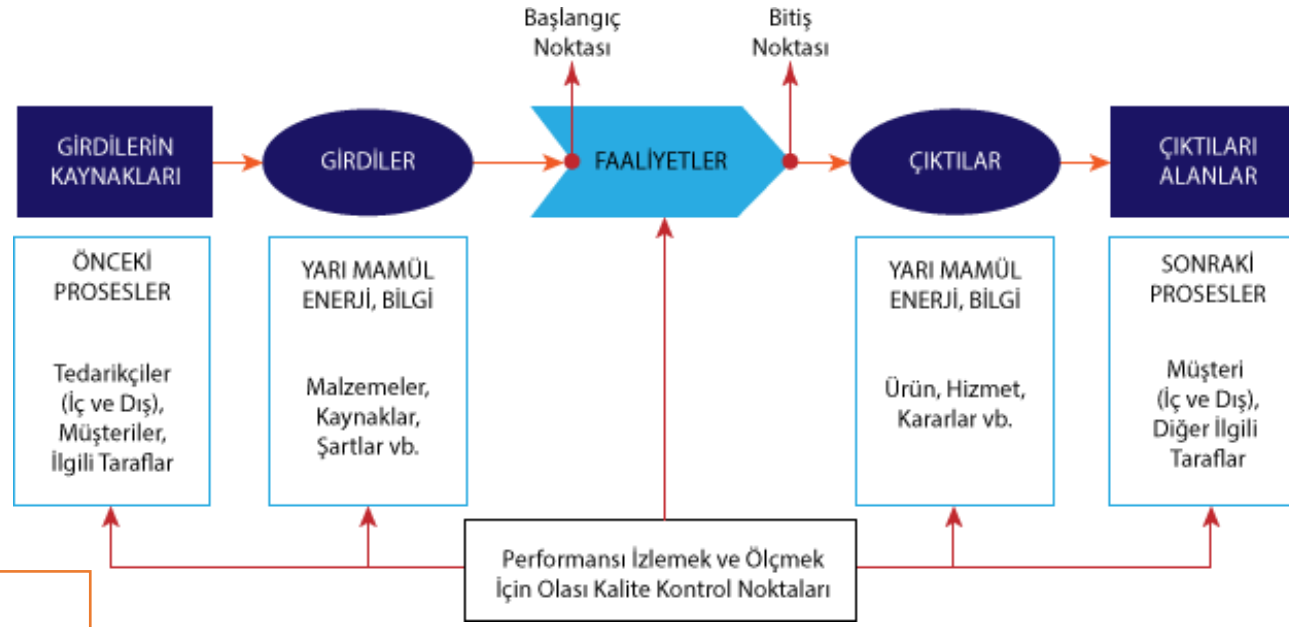 Başlangıç
Noktası
Bitiş
Noktası
GİRDİLERİN
KAYNAKLARI
GİRDİLER
FAALİYETLER
ÇIKTILAR
ÇIKTILARI
ALANLAR
ÖNCEKİ
PROSESLER
Tedarikçiler
(İç ve Dış),
Müşteriler,
İlgili Taraflar
YARI MAMÜL
ENERJİ, BİLGİ
Malzemeler,
Kaynaklar,
Şartlar vb.
YARI MAMÜL
ENERJİ, BİLGİ
Ürün, Hizmet,
Kararlar vb.
SONRAKİ
PROSESLER
Müşteri
(İç ve Dış),
Diğer İlgili
Taraflar
Performansı İzlemek ve Ölçmek
İçin Olası Kalite Kontrol Noktaları